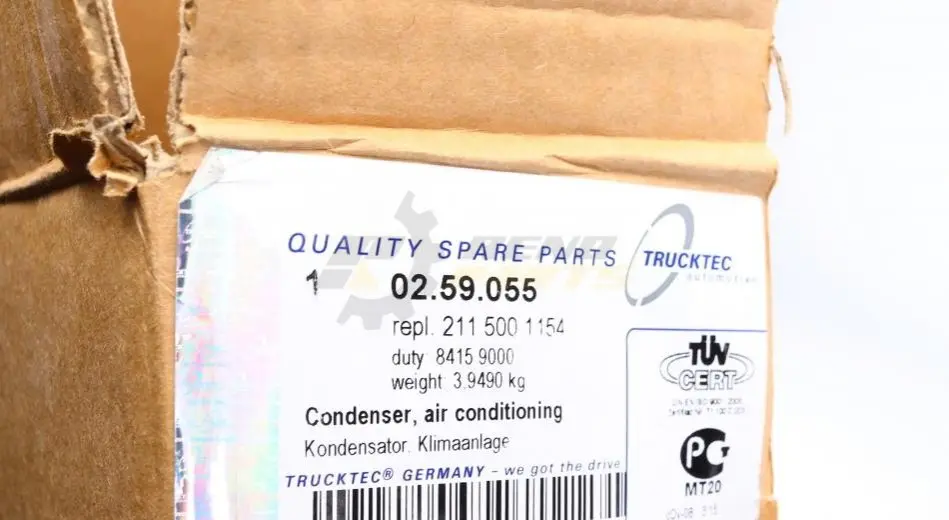 QUALITY SPARE PARTS
TRUCKTEC
automotive
1 02.59.055
repl. 211 500 1154
duty 8415 9000
weight 3.9490 kg
Condenser, air conditioning
Kondensator. Klimaanlage
TRUCKTEC® GERMANY - we got the drive
TÜV
CERT
MT20